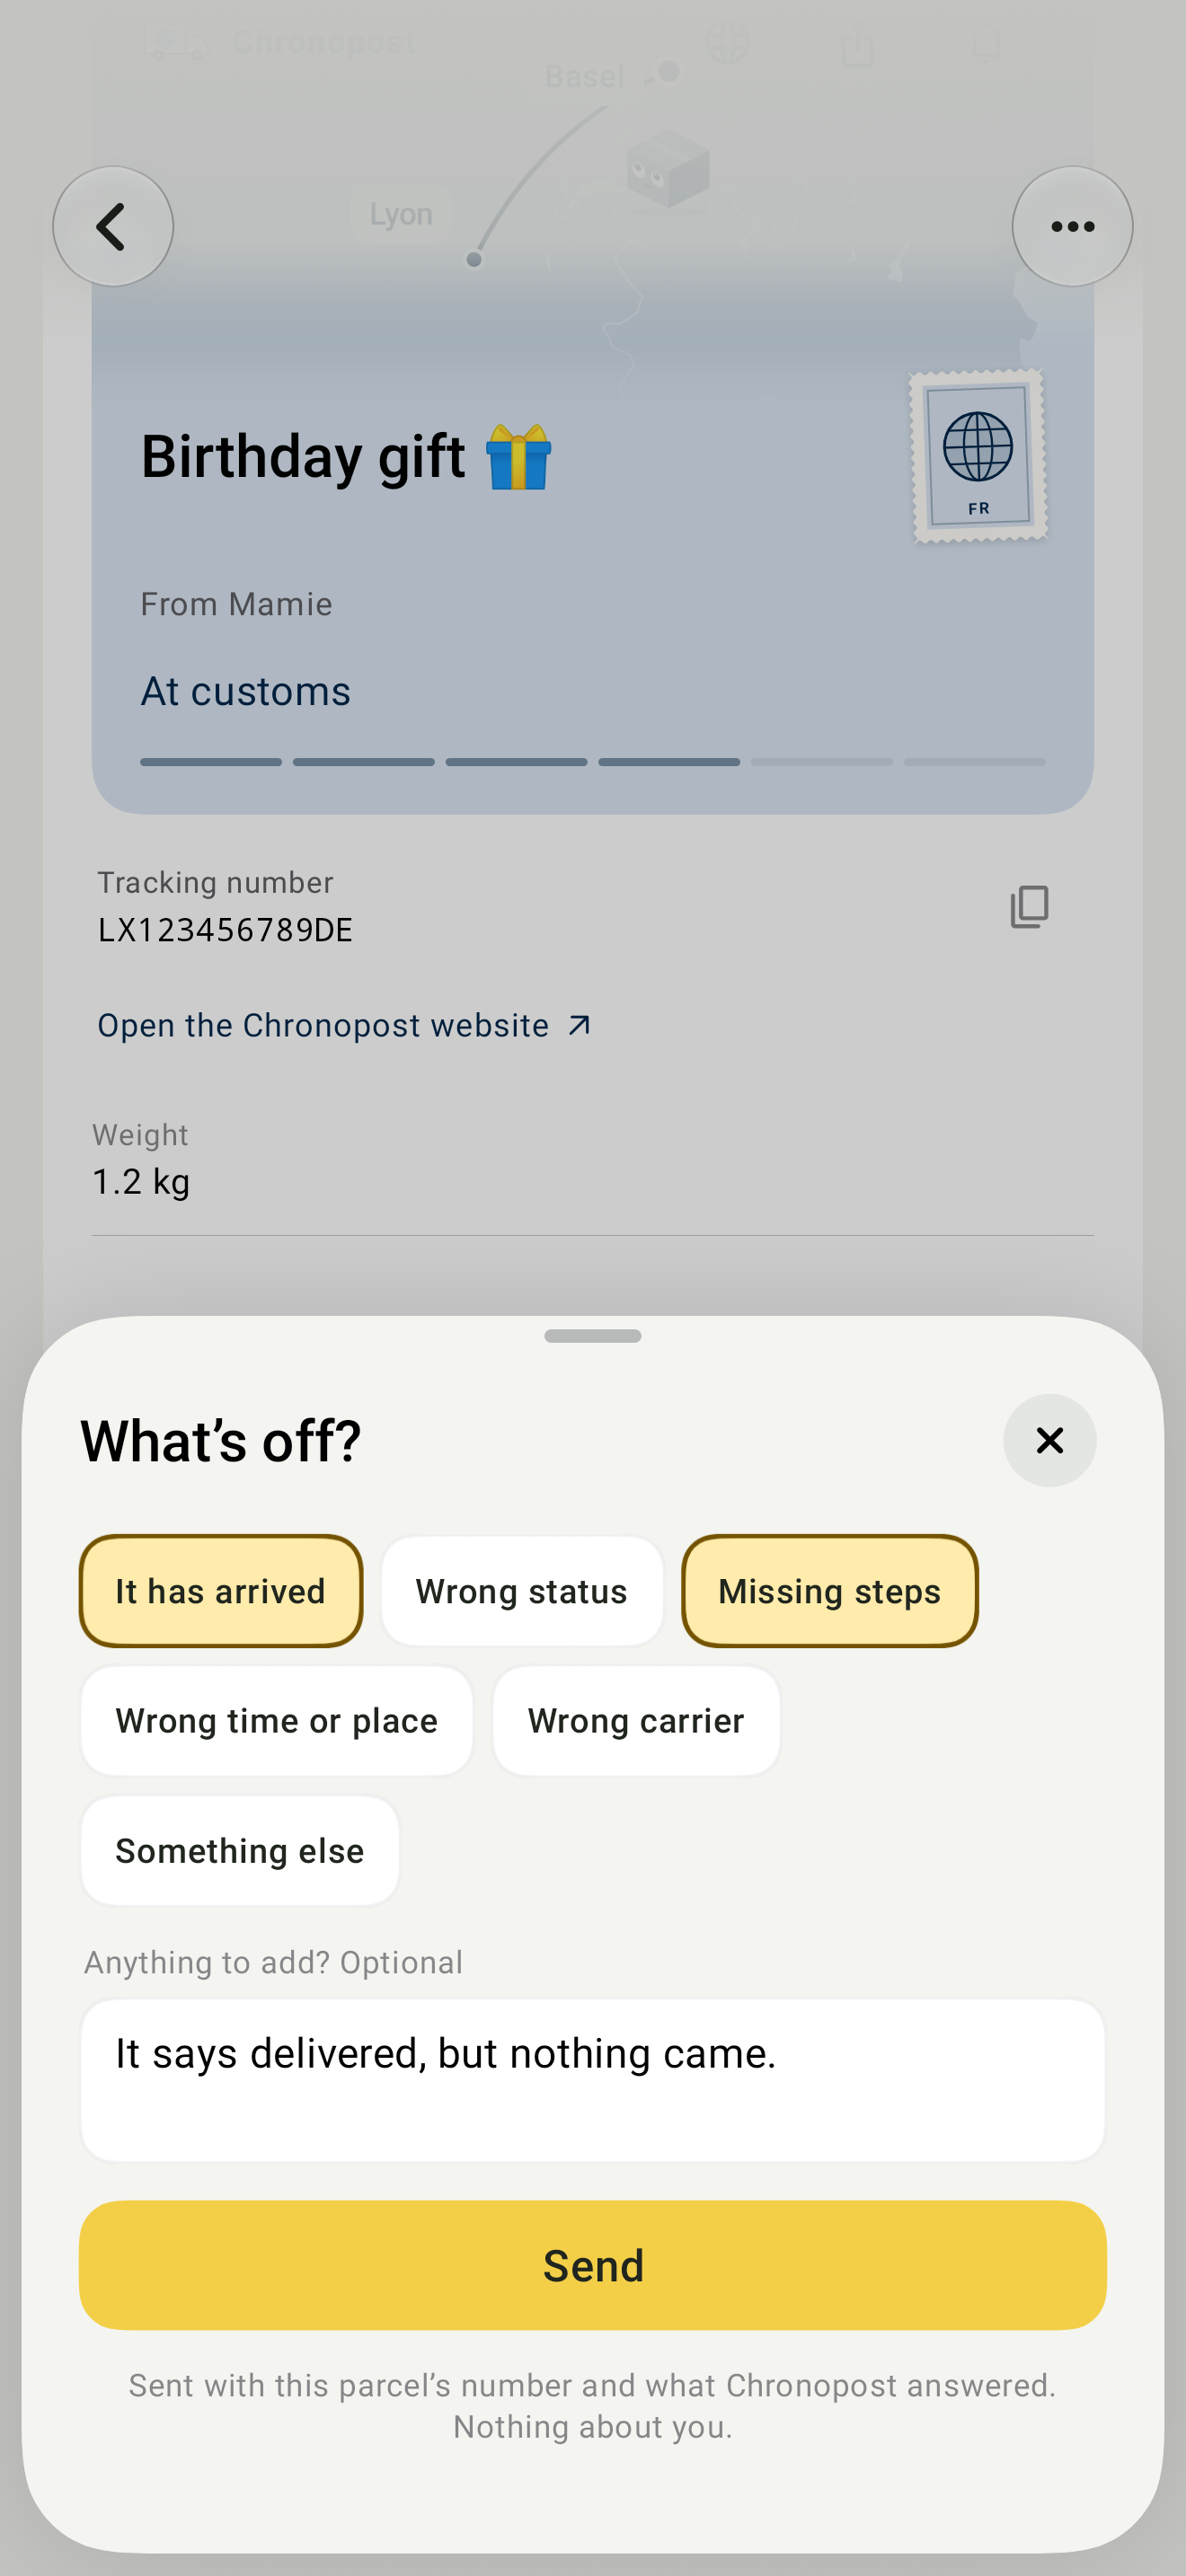 Chronopost
Basel
Lyon
Birthday gift
FR
From Mamie
At customs
Tracking number
LX123456789DE
Open the Chronopost website
Weight
1.2 kg
What's off?
It has arrived
Wrong status
Missing steps
Wrong time or place
Wrong carrier
Something else
Anything to add? Optional
It says delivered, but nothing came.
Send
Sent with this parcel's number and what Chronopost answered.
Nothing about you.